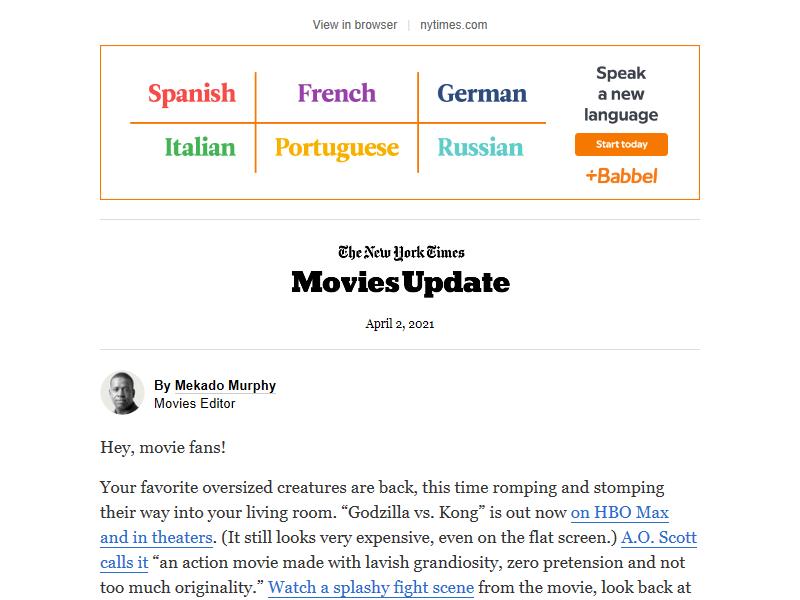 View in browser | nytimes.com
Spanish French German
Italian Portuguese Russian
Speak
a new
language
Start today
+Babbel
The New York Times
Movies Update
April 2, 2021
By Mekado Murphy
Movies Editor
Hey, movie fans!
Your favorite oversized creatures are back, this time romping and stomping
their way into your living room. “Godzilla vs. Kong” is out now on HBO Max
and in theaters. (It still looks very expensive, even on the flat screen.) A.O. Scott
calls it “an action movie made with lavish grandiosity, zero pretension and not
too much originality.” Watch a splashy fight scene from the movie, look back at